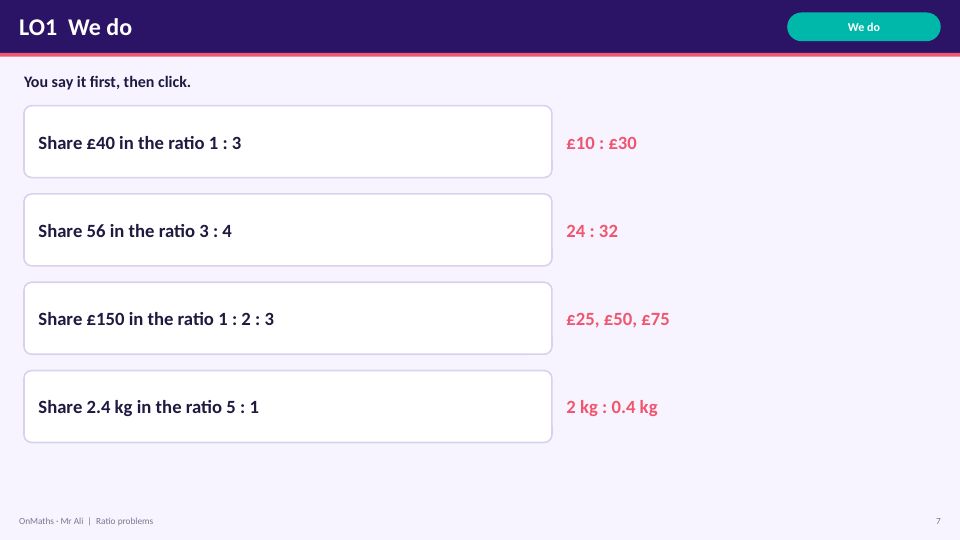 LO1 We do
We do
You say it first, then click.
Share £40 in the ratio 1 : 3
£10 : £30
Share 56 in the ratio 3 : 4
24 : 32
Share £150 in the ratio 1 : 2 : 3
£25, £50, £75
Share 2.4 kg in the ratio 5 : 1
2 kg : 0.4 kg
OnMaths - Mr Ali | Ratio problems
7